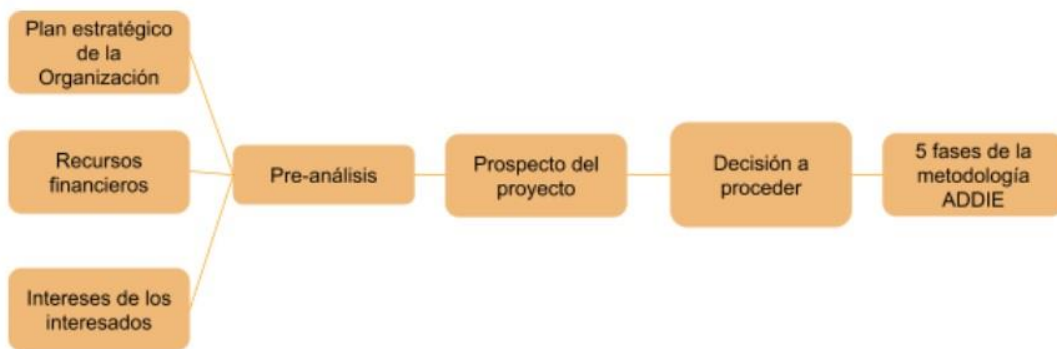 Plan estratégico
de la
Organización
Recursos
financieros
Intereses de los
interesados
Pre-análisis
Prospecto del
proyecto
Decisión a
proceder
5 fases de la
metodología
ADDIE